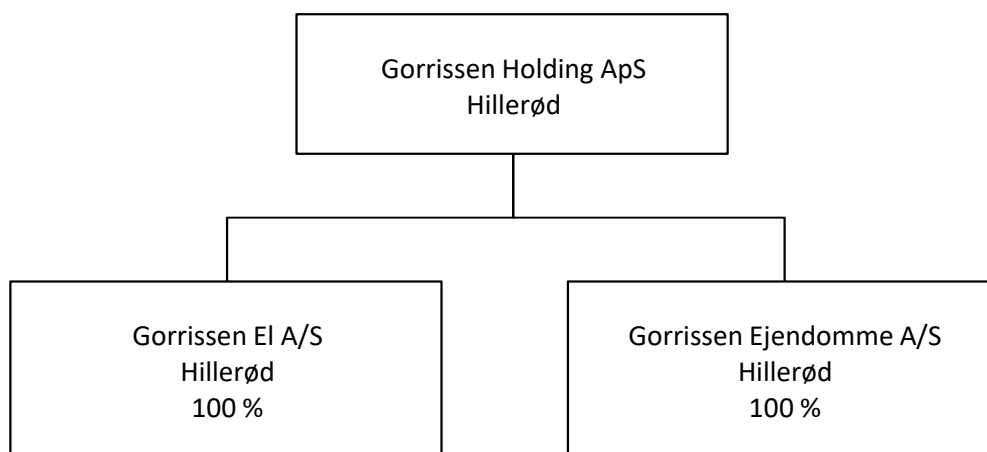 Gorrissen Holding ApS
Hillerød
Gorrissen El A/S
Hillerød
100 %
Gorrissen Ejendomme A/S
Hillerød
100 %